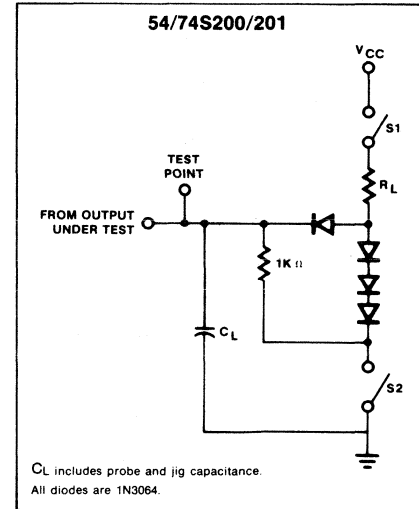 54/74S200/201
VCC
S1
TEST
POINT
RL
FROM OUTPUT
UNDER TEST
1K Ω
CL
S2
CL includes probe and jig capacitance.
All diodes are 1N3064.